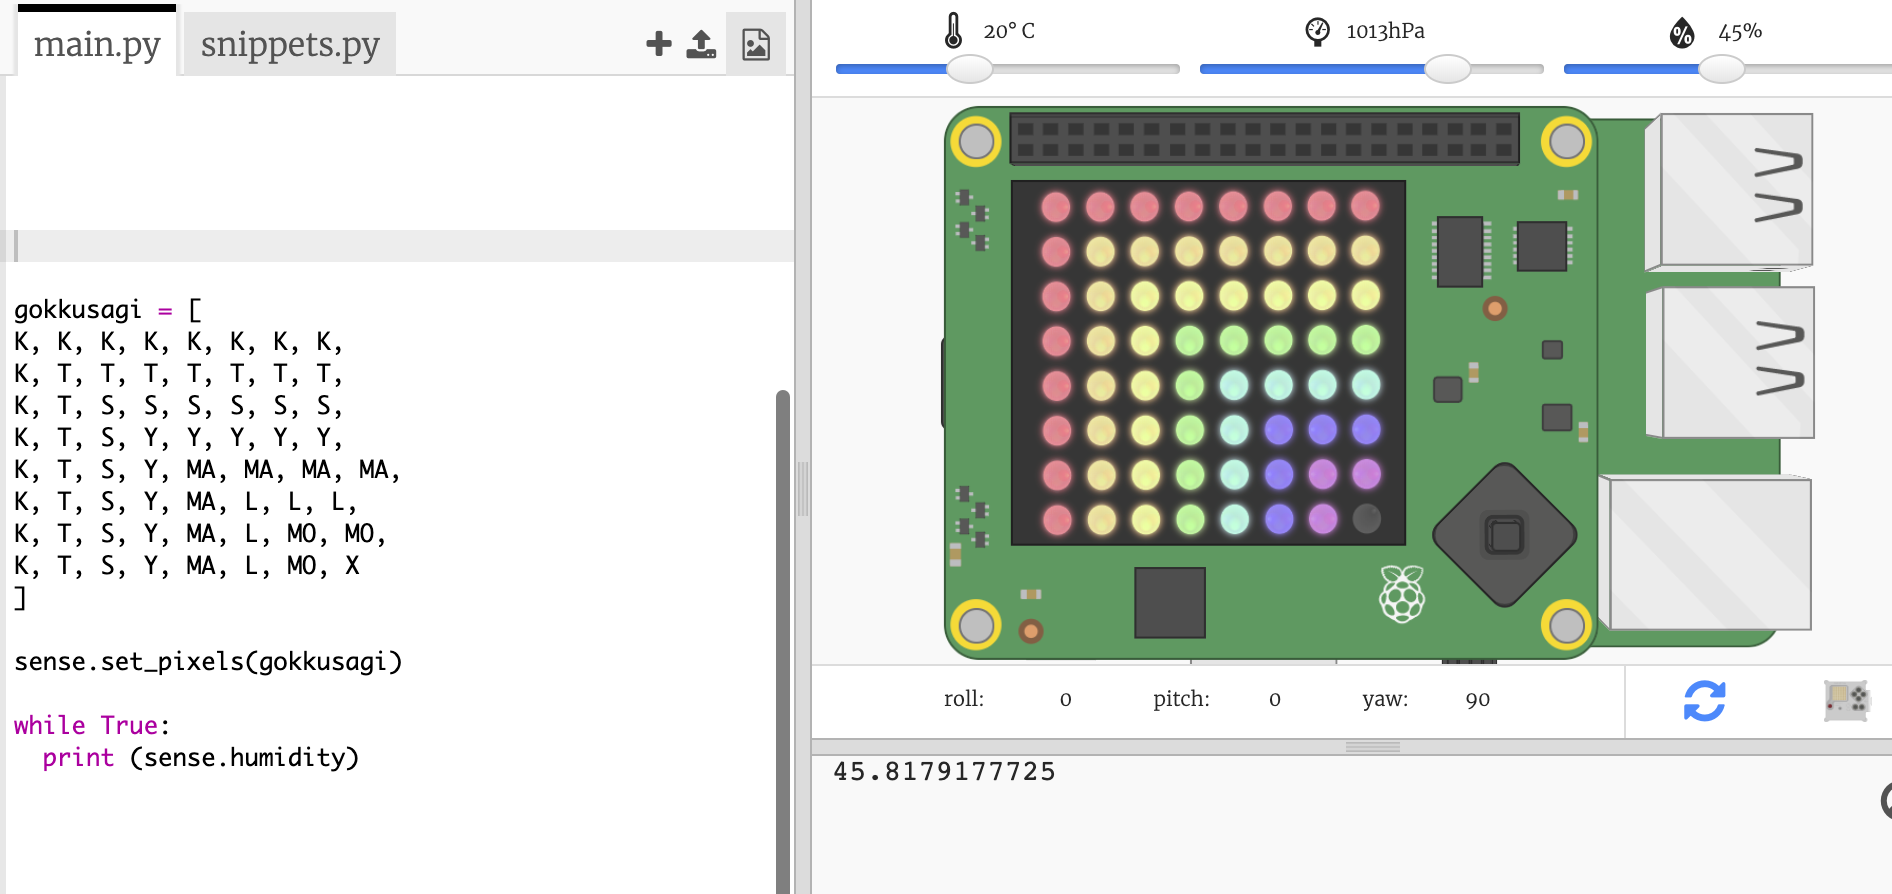 main.py
snippets.py
gokkusagi = [
K, K, K, K, K, K, K, K,
K, T, T, T, T, T, T, T,
K, T, S, S, S, S, S, S,
K, T, S, Y, Y, Y, Y, Y,
K, T, S, Y, MA, MA, MA, MA,
K, T, S, Y, MA, L, L, L,
K, T, S, Y, MA, L, MO, MO,
K, T, S, Y, MA, L, MO, X
]
sense.set_pixels(gokkusagi)
while True:
print (sense.humidity)
20° C
1013hPa
%
45%
roll: 0 pitch: 0 yaw: 90
45.8179177725